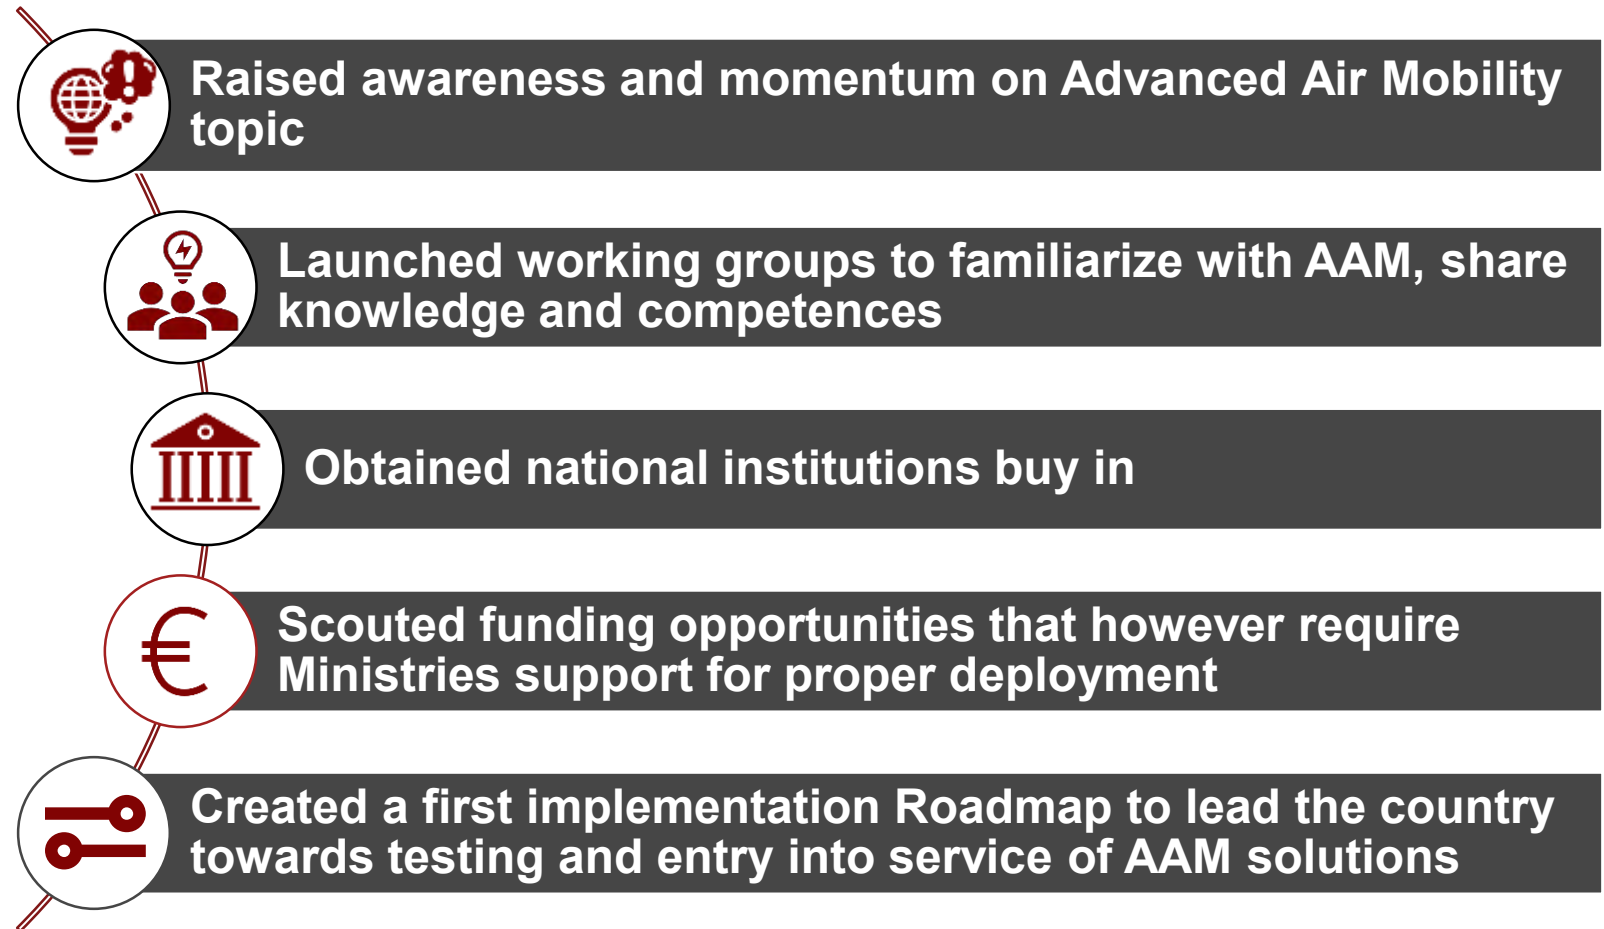 Raised awareness and momentum on Advanced Air Mobility
topic
Launched working groups to familiarize with AAM, share
knowledge and competences
Obtained national institutions buy in
Scouted funding opportunities that however require
Ministries support for proper deployment
Created a first implementation Roadmap to lead the country
towards testing and entry into service of AAM solutions